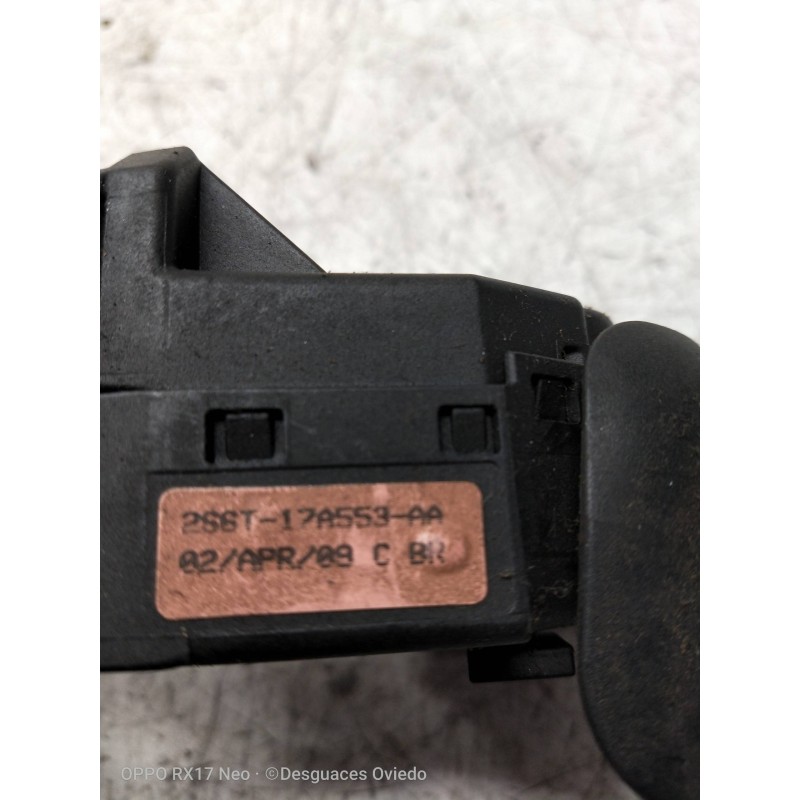 2S6T-17A553-AA
02/APR/09 C BR
OPPO RX17 Neo · ©Desguaces Oviedo